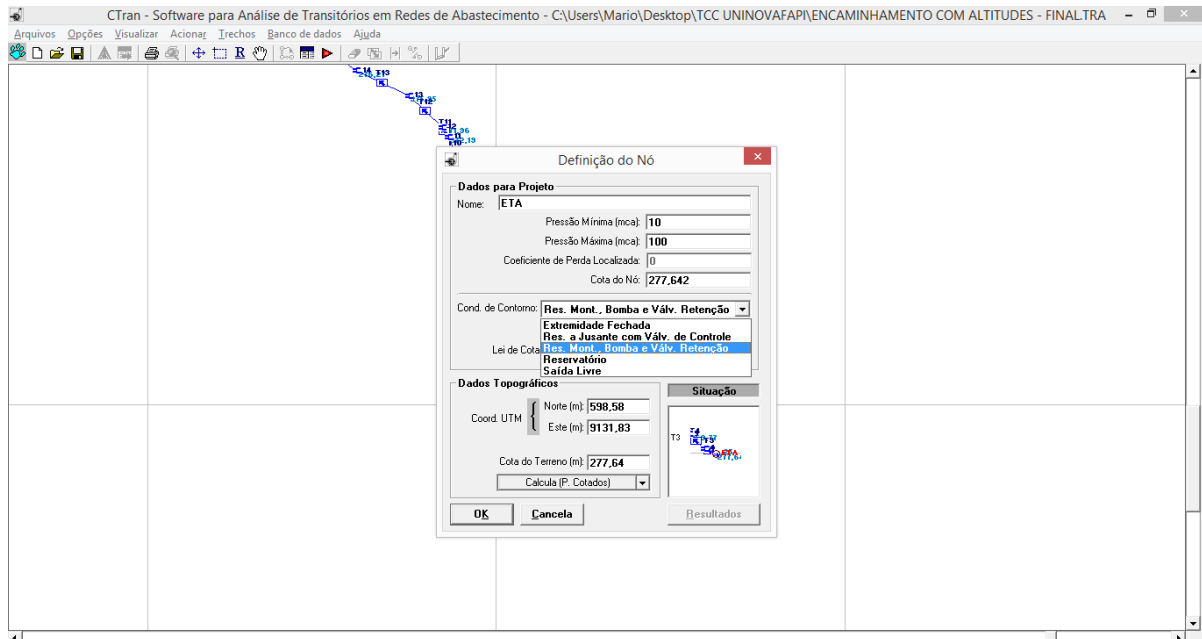 CTran - Software para Análise de Transitórios em Redes de Abastecimento - C:\Users\Mario\Desktop\TCC UNINOVAFAPI\ENCAMINHAMENTO COM ALTITUDES - FINAL.TRA
Arquivos Opções Visualizar Acionar Trechos Banco de dados Ajuda
T13
T12
T11
Definição do Nó
Dados para Projeto
Nome: ETA
Pressão Mínima (mca): 10
Pressão Máxima (mca): 100
Coeficiente de Perda Localizada: 0
Cota do Nó: 277,642
Cond. de Contorno: Res. Mont., Bomba e Válv. Retenção
Extremidade Fechada
Res. a Jusante com Válv. de Controle
Lei de Cota Res. Mont., Bomba e Válv. Retenção
Reservatório
Saída Livre
Dados Topográficos
Situação
Coord. UTM { Norte (m): 598,58
Este (m): 9131,83
T3
T4
ETA
Cota do Terreno (m): 277,64
Calcula (P. Cotados)
OK Cancela Resultados